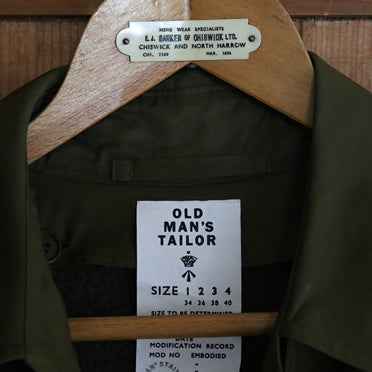 MENS WEAR SPECIALISTS
L.J. BANKER OF CHISWICK LTD.
CHISWICK AND NORTH HARROW
OLD
MAN'S
TAILOR
SIZE 1 2 3 4
34 36 38 40
SIZE TO BE DETERMINED
DATE
MODIFICATION RECORD
MOD NO EMBODIED